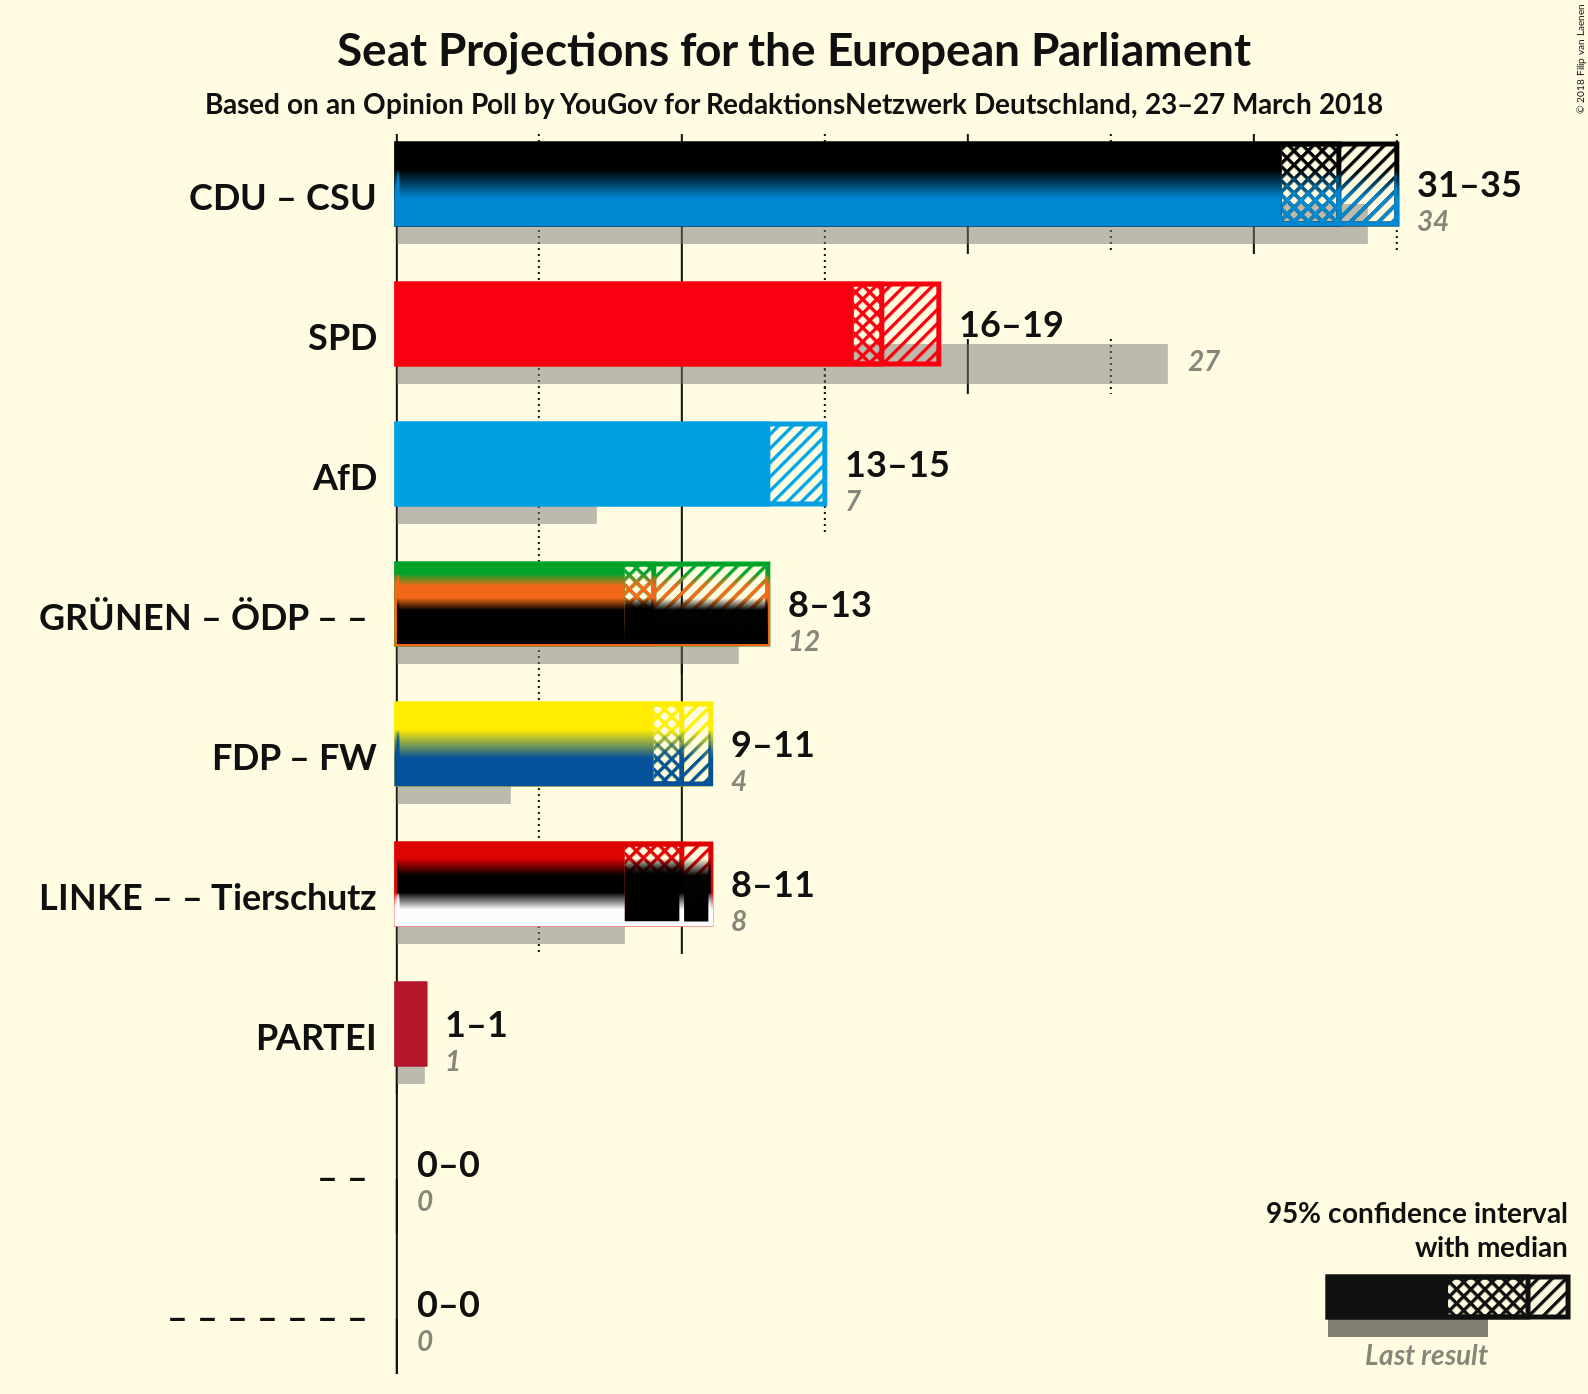 Seat Projections for the European Parliament
Based on an Opinion Poll by YouGov for RedaktionsNetzwerk Deutschland, 23–27 March 2018
© 2018 Filip van Laenen
CDU – CSU
31–35
34
SPD
16–19
27
AfD
13–15
7
GRÜNEN – ÖDP – –
8–13
12
FDP – FW
9–11
4
LINKE – – Tierschutz
8–11
8
PARTEI
1–1
1
– –
0–0
0
– – – – – – –
0–0
0
95% confidence interval
with median
Last result